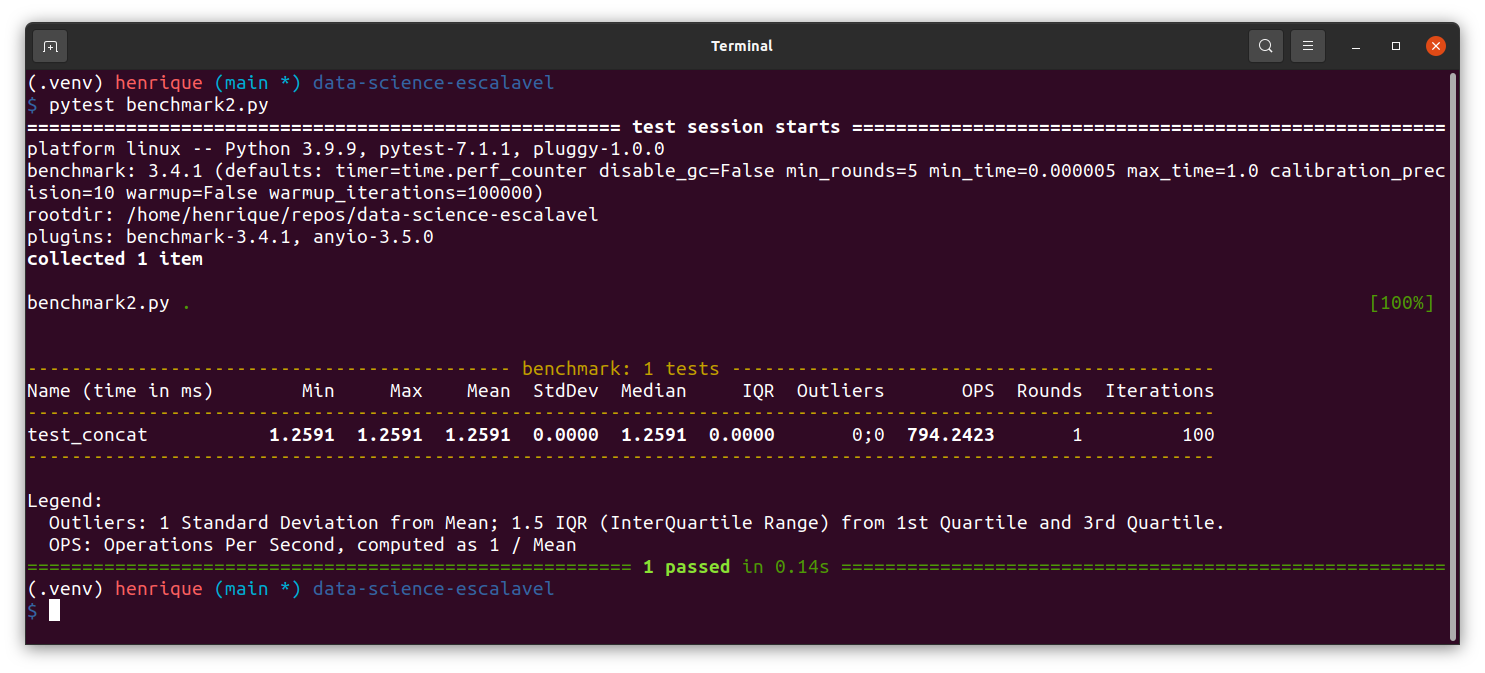 Terminal
(.venv) henrique (main *) data-science-escalavel
$ pytest benchmark2.py
====================================================== test session starts ======================================================
platform linux -- Python 3.9.9, pytest-7.1.1, pluggy-1.0.0
benchmark: 3.4.1 (defaults: timer=time.perf_counter disable_gc=False min_rounds=5 min_time=0.000005 max_time=1.0 calibration_prec
ision=10 warmup=False warmup_iterations=100000)
rootdir: /home/henrique/repos/data-science-escalavel
plugins: benchmark-3.4.1, anyio-3.5.0
collected 1 item
benchmark2.py . [100%]
-------------------------------------------- benchmark: 1 tests --------------------------------------------
Name (time in ms) Min Max Mean StdDev Median IQR Outliers OPS Rounds Iterations
------------------------------------------------------------------------------------------------------------
test_concat 1.2591 1.2591 1.2591 0.0000 1.2591 0.0000 0;0 794.2423 1 100
------------------------------------------------------------------------------------------------------------
Legend:
Outliers: 1 Standard Deviation from Mean; 1.5 IQR (InterQuartile Range) from 1st Quartile and 3rd Quartile.
OPS: Operations Per Second, computed as 1 / Mean
======================================================= 1 passed in 0.14s =======================================================
(.venv) henrique (main *) data-science-escalavel
$